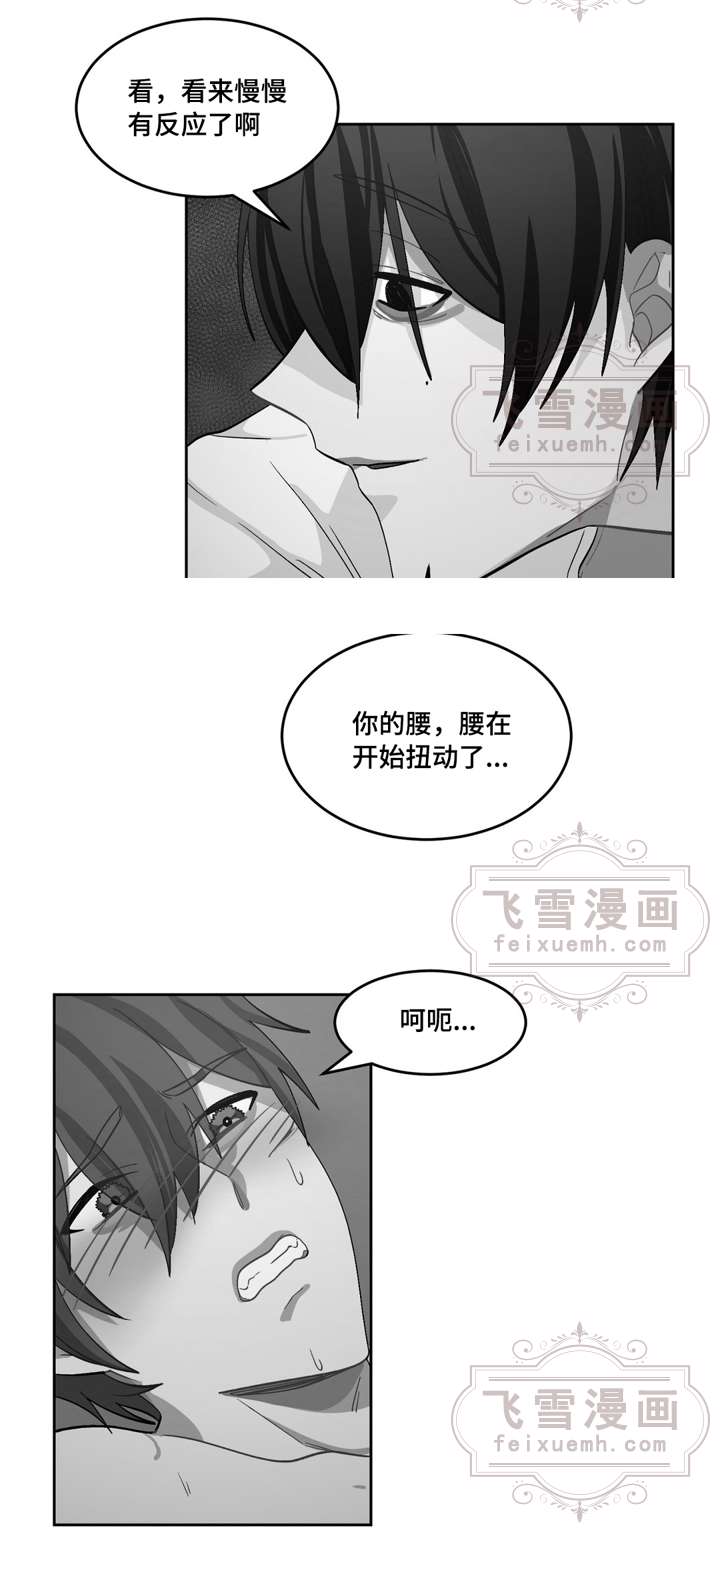 看，看来慢慢
有反应了啊
飞雪漫画
feixuemh.com
你的腰，腰在
开始扭动了...
飞雪漫画
feixuemh.com
呵呃...
飞雪漫画
feixuemh.com